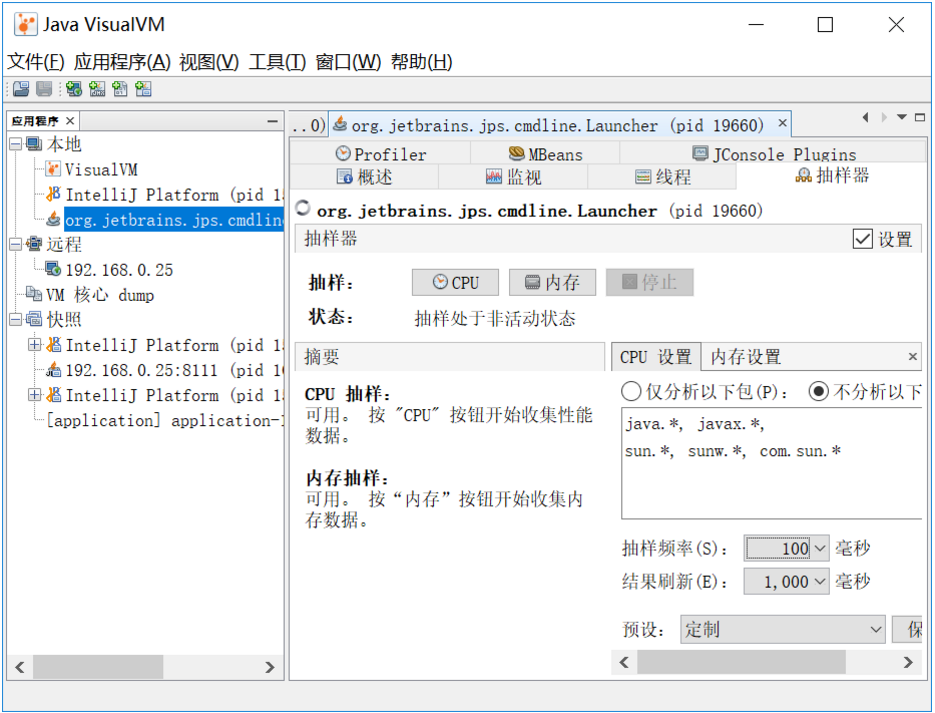 Java VisualVM
文件(F) 应用程序(A) 视图(V) 工具(T) 窗口(W) 帮助(H)
应用程序
本地
VisualVM
IntelliJ Platform (pid
org.jetbrains.jps.cmdline
远程
192.168.0.25
VM 核心 dump
快照
IntelliJ Platform (pid
192.168.0.25:8111 (pid
IntelliJ Platform (pid
[application] application-
..0) org.jetbrains.jps.cmdline.Launcher (pid 19660)
Profiler MBeans JConsole Plugins
概述 监视 线程 抽样器
org.jetbrains.jps.cmdline.Launcher (pid 19660)
抽样器 设置
抽样： CPU 内存 停止
状态： 抽样处于非活动状态
摘要
CPU 抽样：
可用。 按 "CPU" 按钮开始收集性能
数据。
内存抽样：
可用。 按“内存”按钮开始收集内
存数据。
CPU 设置 内存设置
仅分析以下包(P)： 不分析以下
java.*, javax.*,
sun.*, sunw.*, com.sun.*
抽样频率(S)： 100 毫秒
结果刷新(E)： 1,000 毫秒
预设： 定制